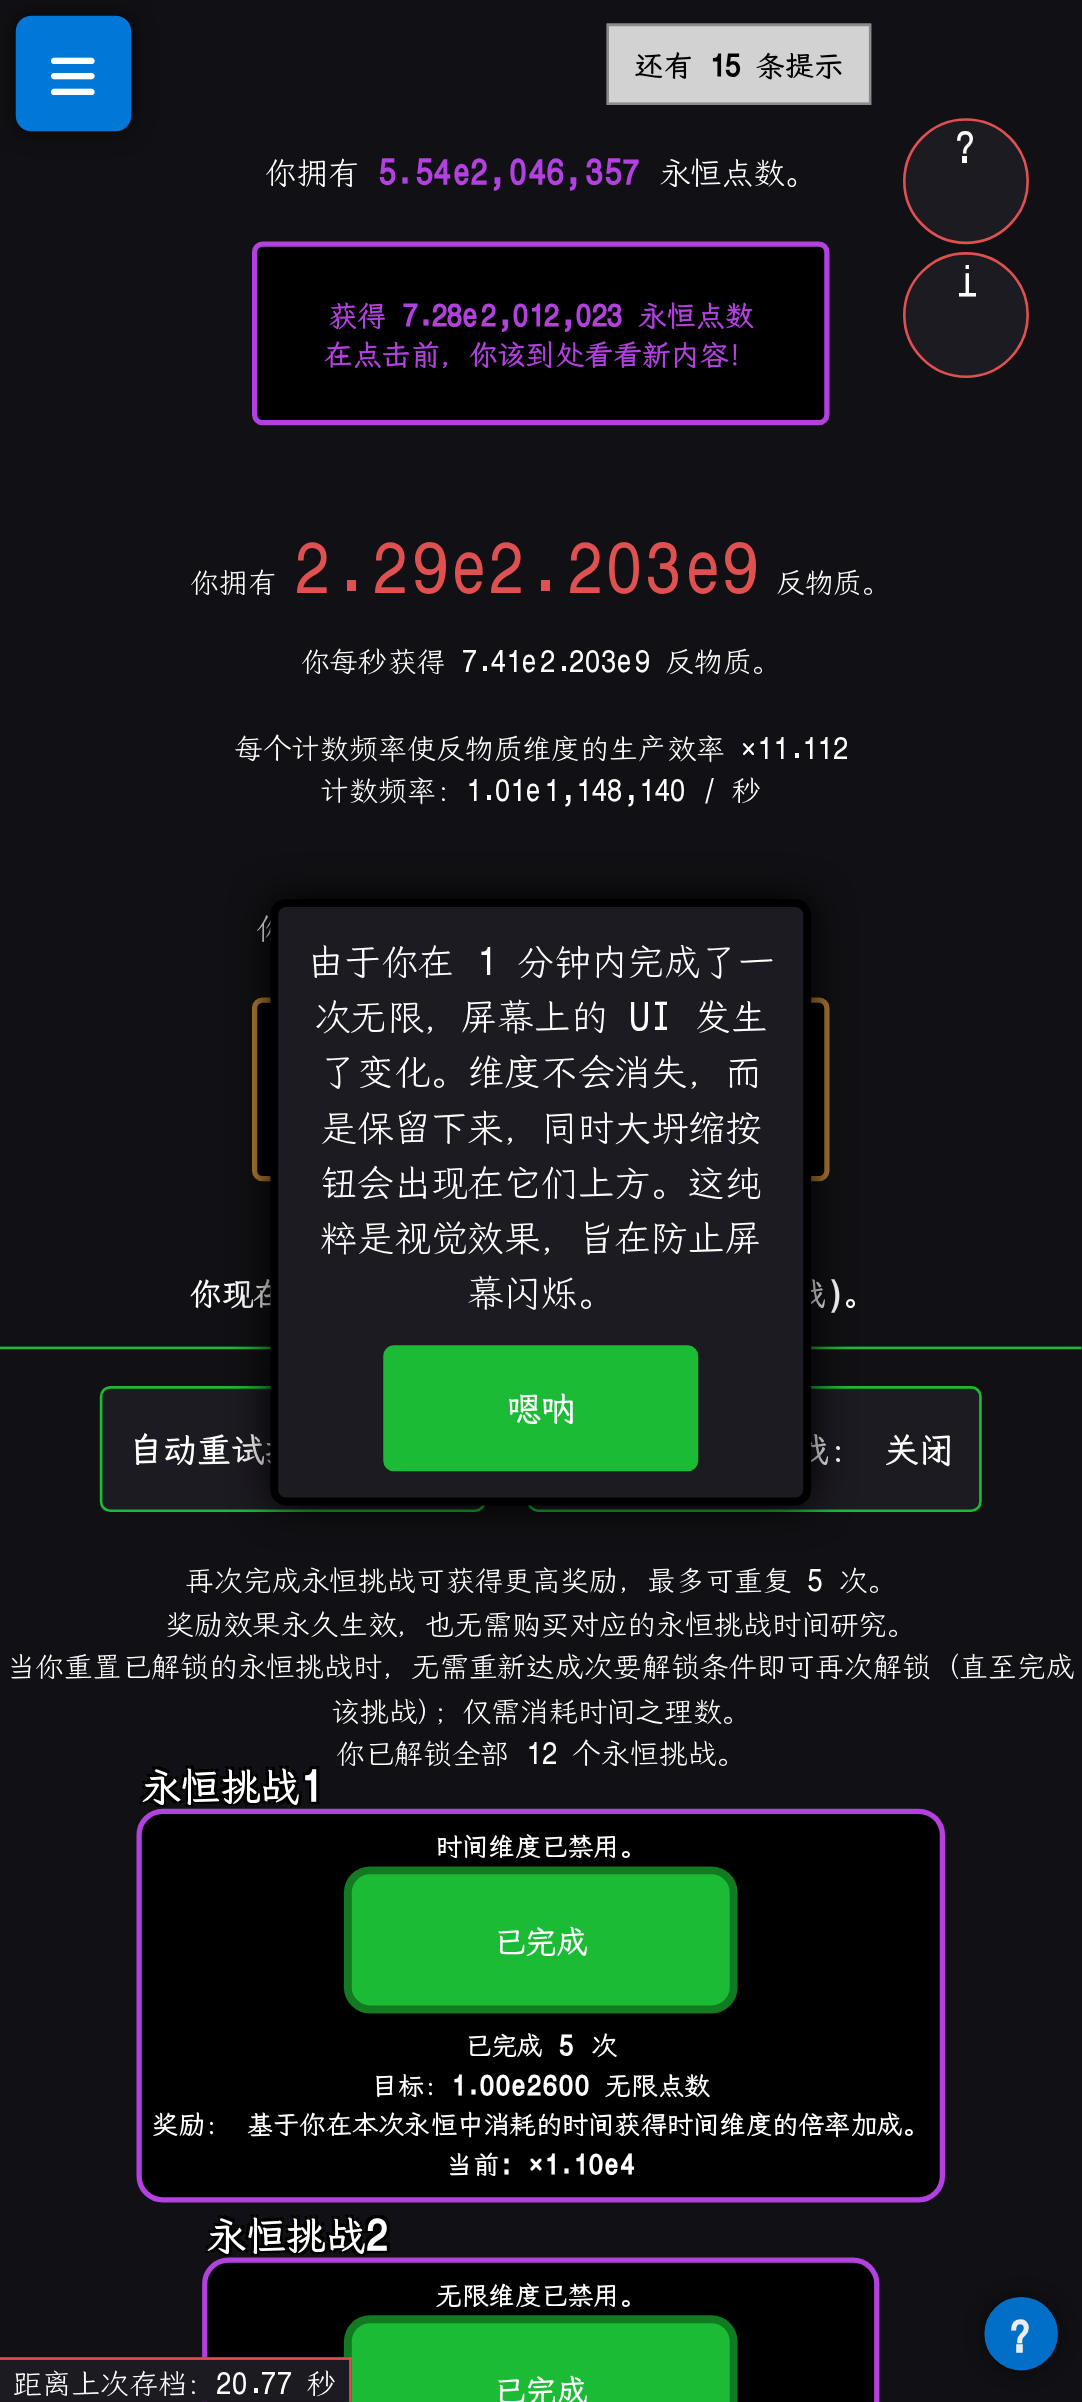 还有 15 条提示
?
i
你拥有 5.54e2,046,357 永恒点数。
获得 7.28e2,012,023 永恒点数
在点击前，你该到处看看新内容！
你拥有 2.29e2.203e9 反物质。
你每秒获得 7.41e2.203e9 反物质。
每个计数频率使反物质维度的生产效率 ×11.112
计数频率：1.01e1,148,140 / 秒
由于你在 1 分钟内完成了一
次无限，屏幕上的 UI 发生
了变化。维度不会消失，而
是保留下来，同时大坍缩按
钮会出现在它们上方。这纯
粹是视觉效果，旨在防止屏
幕闪烁。
嗯呐
你现在 )。
自动重试 ： 关闭
再次完成永恒挑战可获得更高奖励，最多可重复 5 次。
奖励效果永久生效，也无需购买对应的永恒挑战时间研究。
当你重置已解锁的永恒挑战时，无需重新达成次要解锁条件即可再次解锁（直至完成
该挑战）；仅需消耗时间之理数。
你已解锁全部 12 个永恒挑战。
永恒挑战1
时间维度已禁用。
已完成
已完成 5 次
目标：1.00e2600 无限点数
奖励： 基于你在本次永恒中消耗的时间获得时间维度的倍率加成。
当前: ×1.10e4
永恒挑战2
无限维度已禁用。
已完成
?
距离上次存档：20.77 秒